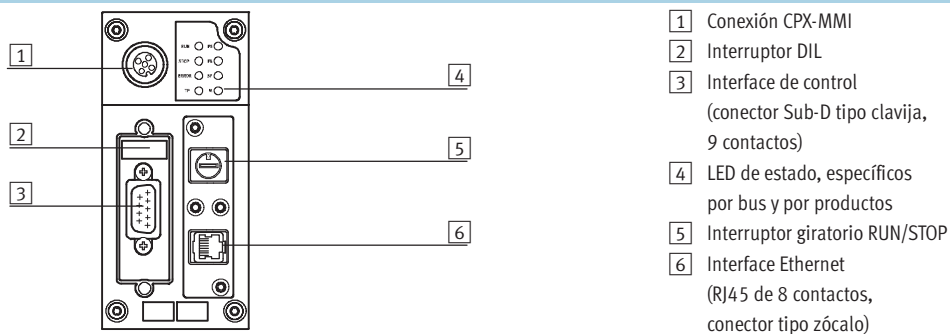 1
2
3
RUN
STOP
ERROR
TP
PS
PL
SF
M
4
5
6
1 Conexión CPX-MMI
2 Interruptor DIL
3 Interface de control
(conector Sub-D tipo clavija,
9 contactos)
4 LED de estado, específicos
por bus y por productos
5 Interruptor giratorio RUN/STOP
6 Interface Ethernet
(RJ45 de 8 contactos,
conector tipo zócalo)